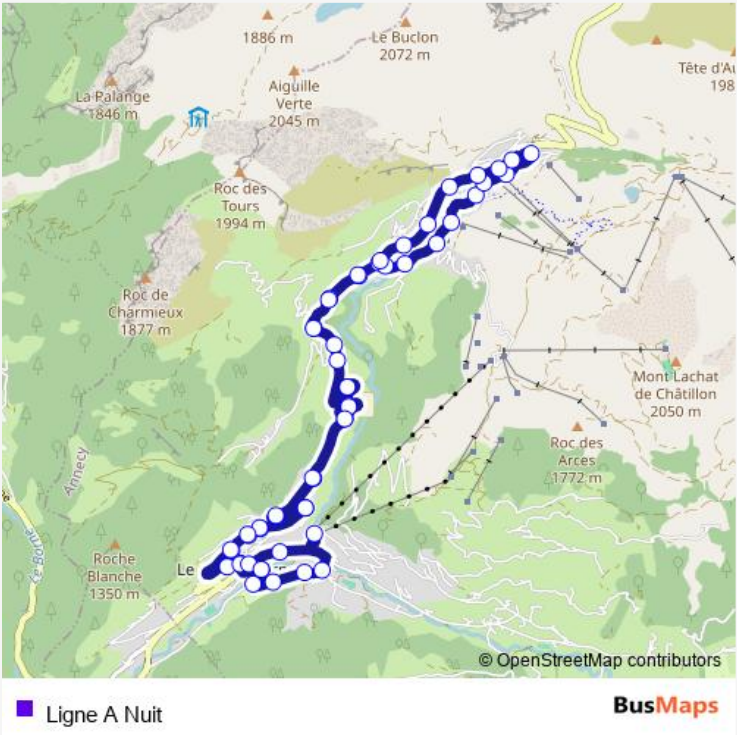 1886 m
Le Buclon
2072 m
Tête d'Au
198
La Palange
1846 m
Aiguille
Verte
2045 m
Roc des
Tours
1994 m
Roc de
Charmieux
1877 m
Mont Lachat
de Châtillon
2050 m
Roc des
Arces
1772 m
Annecy
Le Borne
Roche
Blanche
1350 m
Le
© OpenStreetMap contributors
Ligne A Nuit
BusMaps